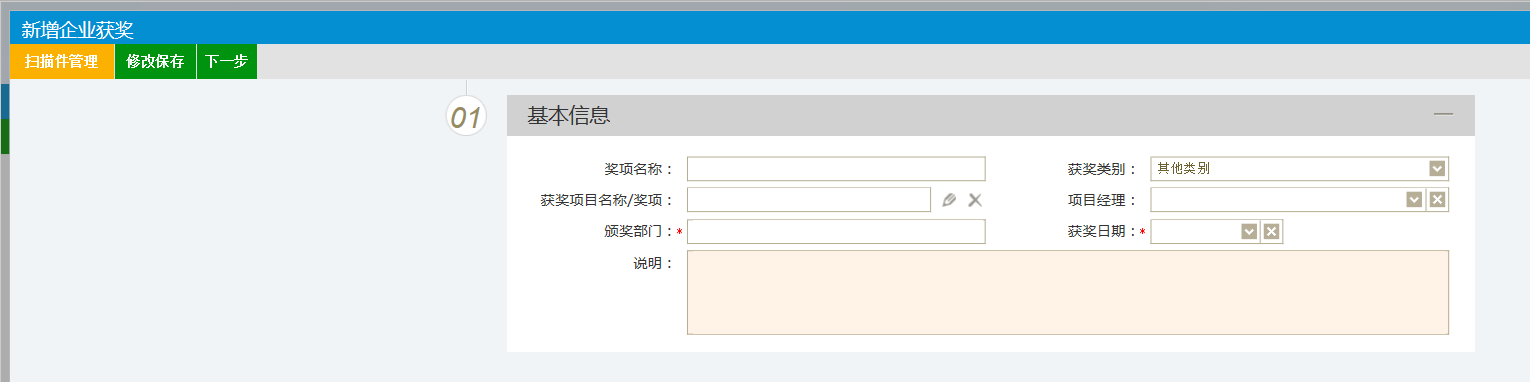 新增企业获奖
扫描件管理 修改保存 下一步
01 基本信息
奖项名称： 获奖类别： 其他类别
获奖项目名称/奖项： 项目经理：
颁奖部门：* 获奖日期：*
说明：